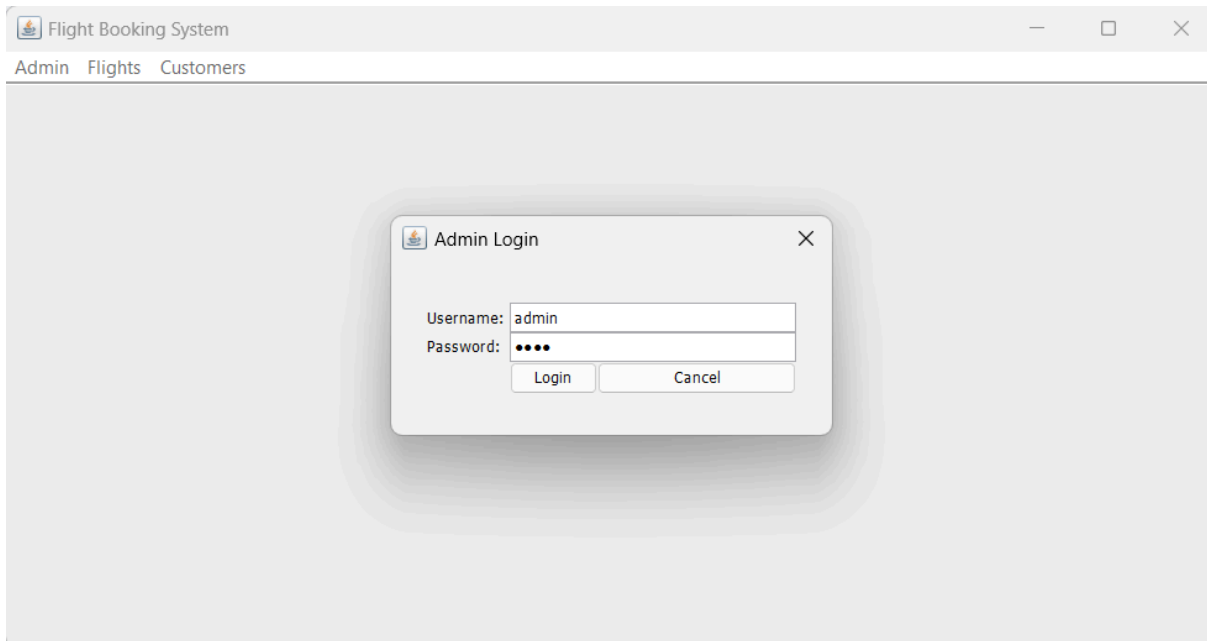 Flight Booking System
Admin Flights Customers
Admin Login
Username: admin
Password: ••••
Login Cancel